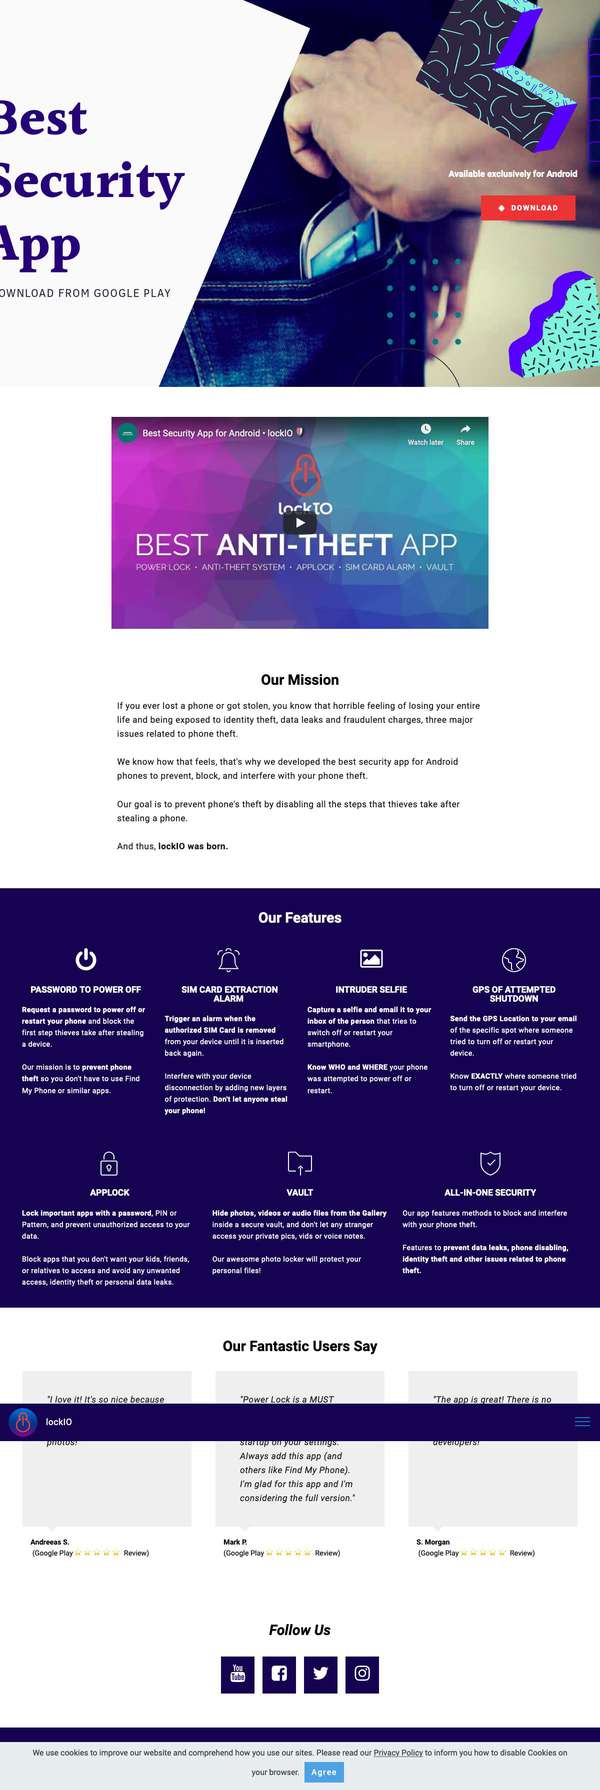 Best
Security
App
OWNLOAD FROM GOOGLE PLAY
Available exclusively for Android
DOWNLOAD
Best Security App for Android • lockIO
Watch later
Share
lockIO
BEST ANTI-THEFT APP
POWER LOCK • ANTI-THEFT SYSTEM • APPLOCK • SIM CARD ALARM • VAULT
Our Mission
If you ever lost a phone or got stolen, you know that horrible feeling of losing your entire
life and being exposed to identity theft, data leaks and fraudulent charges, three major
issues related to phone theft.
We know how that feels, that's why we developed the best security app for Android
phones to prevent, block, and interfere with your phone theft.
Our goal is to prevent phone's theft by disabling all the steps that thieves take after
stealing a phone.
And thus, lockIO was born.
Our Features
PASSWORD TO POWER OFF
Request a password to power off or
restart your phone and block the
first step thieves take after stealing
a device.
Our mission is to prevent phone
theft so you don't have to use Find
My Phone or similar apps.
SIM CARD EXTRACTION
ALARM
Trigger an alarm when the
authorized SIM Card is removed
from your device until it is inserted
back again.
Interfere with your device
disconnection by adding new layers
of protection. Don't let anyone steal
your phone!
INTRUDER SELFIE
Capture a selfie and email it to your
inbox of the person that tries to
switch off or restart your
smartphone.
Know WHO and WHERE your phone
was attempted to power off or
restart.
GPS OF ATTEMPTED
SHUTDOWN
Send the GPS Location to your email
of the specific spot where someone
tried to turn off or restart your
device.
Know EXACTLY where someone tried
to turn off or restart your device.
APPLOCK
Lock important apps with a password, PIN or
Pattern, and prevent unauthorized access to your
data.
Block apps that you don't want your kids, friends,
or relatives to access and avoid any unwanted
access, identity theft or personal data leaks.
VAULT
Hide photos, videos or audio files from the Gallery
inside a secure vault, and don't let any stranger
access your private pics, vids or voice notes.
Our awesome photo locker will protect your
personal files!
ALL-IN-ONE SECURITY
Our app features methods to block and interfere
with your phone theft.
Features to prevent data leaks, phone disabling,
identity theft and other issues related to phone
theft.
Our Fantastic Users Say
"I love it! It's so nice because
photos!"
"Power Lock is a MUST
startup on your settings.
Always add this app (and
others like Find My Phone).
I'm glad for this app and I'm
considering the full version."
"The app is great! There is no
developers!"
lockIO
Andreeas S.
(Google Play ⭐⭐⭐⭐⭐ Review)
Mark P.
(Google Play ⭐⭐⭐⭐⭐ Review)
S. Morgan
(Google Play ⭐⭐⭐⭐⭐ Review)
Follow Us
You Tube
We use cookies to improve our website and comprehend how you use our sites. Please read our Privacy Policy to inform you how to disable Cookies on
your browser. Agree